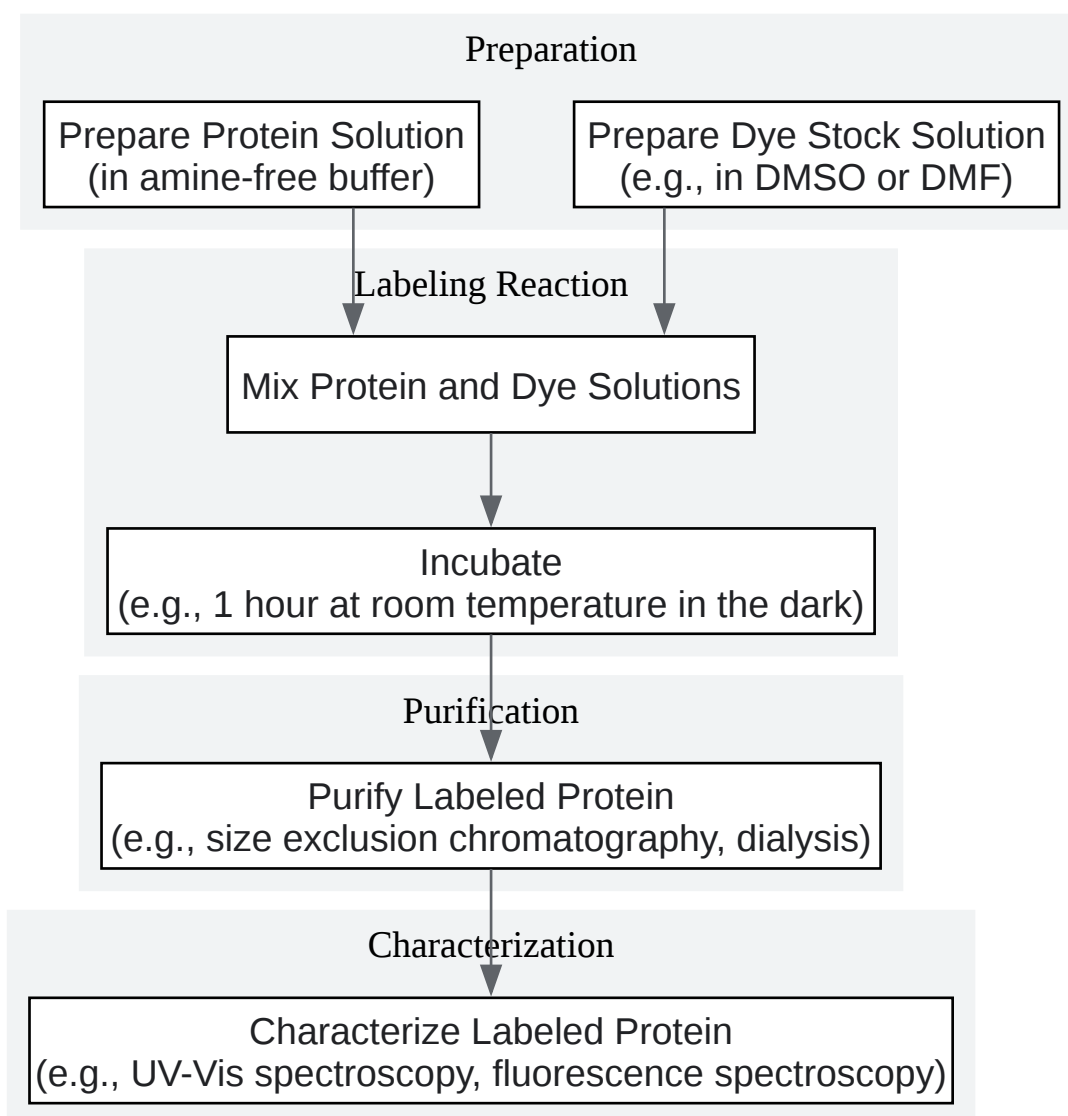 Preparation
Prepare Protein Solution
(in amine-free buffer)
Prepare Dye Stock Solution
(e.g., in DMSO or DMF)
Labeling Reaction
Mix Protein and Dye Solutions
Incubate
(e.g., 1 hour at room temperature in the dark)
Purification
Purify Labeled Protein
(e.g., size exclusion chromatography, dialysis)
Characterization
Characterize Labeled Protein
(e.g., UV-Vis spectroscopy, fluorescence spectroscopy)